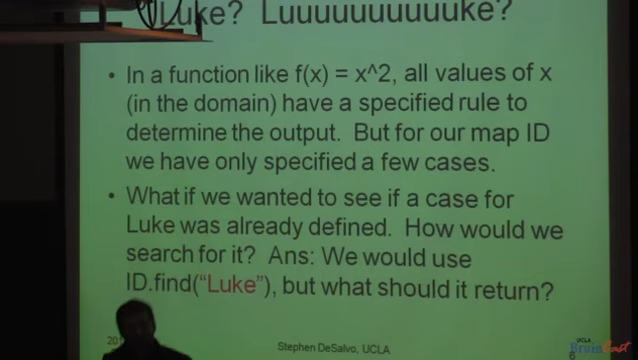 Luke? Luuuuuuuuuuke?
• In a function like f(x) = x^2, all values of x
(in the domain) have a specified rule to
determine the output. But for our map ID
we have only specified a few cases.
• What if we wanted to see if a case for
Luke was already defined. How would we
search for it? Ans: We would use
ID.find(“Luke”), but what should it return?
Stephen DeSalvo, UCLA
UCLA
BruinCast